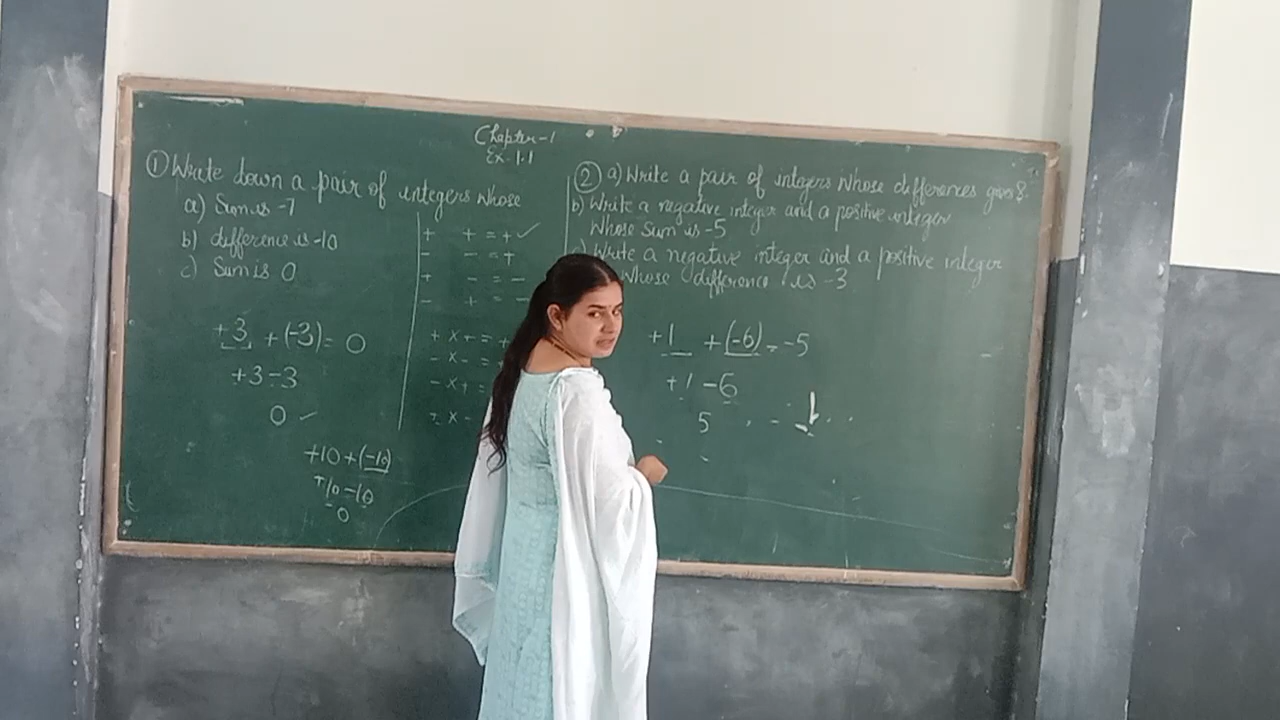 Chapter-1
Ex-1.1
① Write down a pair of integers whose
a) Sum is -7
b) difference is -10
c) Sum is 0
+ + = + ✓
- - = +
+ - = -
- + = -
+ x + = +
- x - =
- x + =
+ x -
+3 + (-3) = 0
+3-3
0 ✓
+10 + (-10)
+10-10
0
② a) Write a pair of integers whose differences gives
b) Write a negative integer and a positive integer
Whose Sum is -5
Write a negative integer and a positive integer
whose difference is -3
+1 + (-6) = -5
+1 -6
5